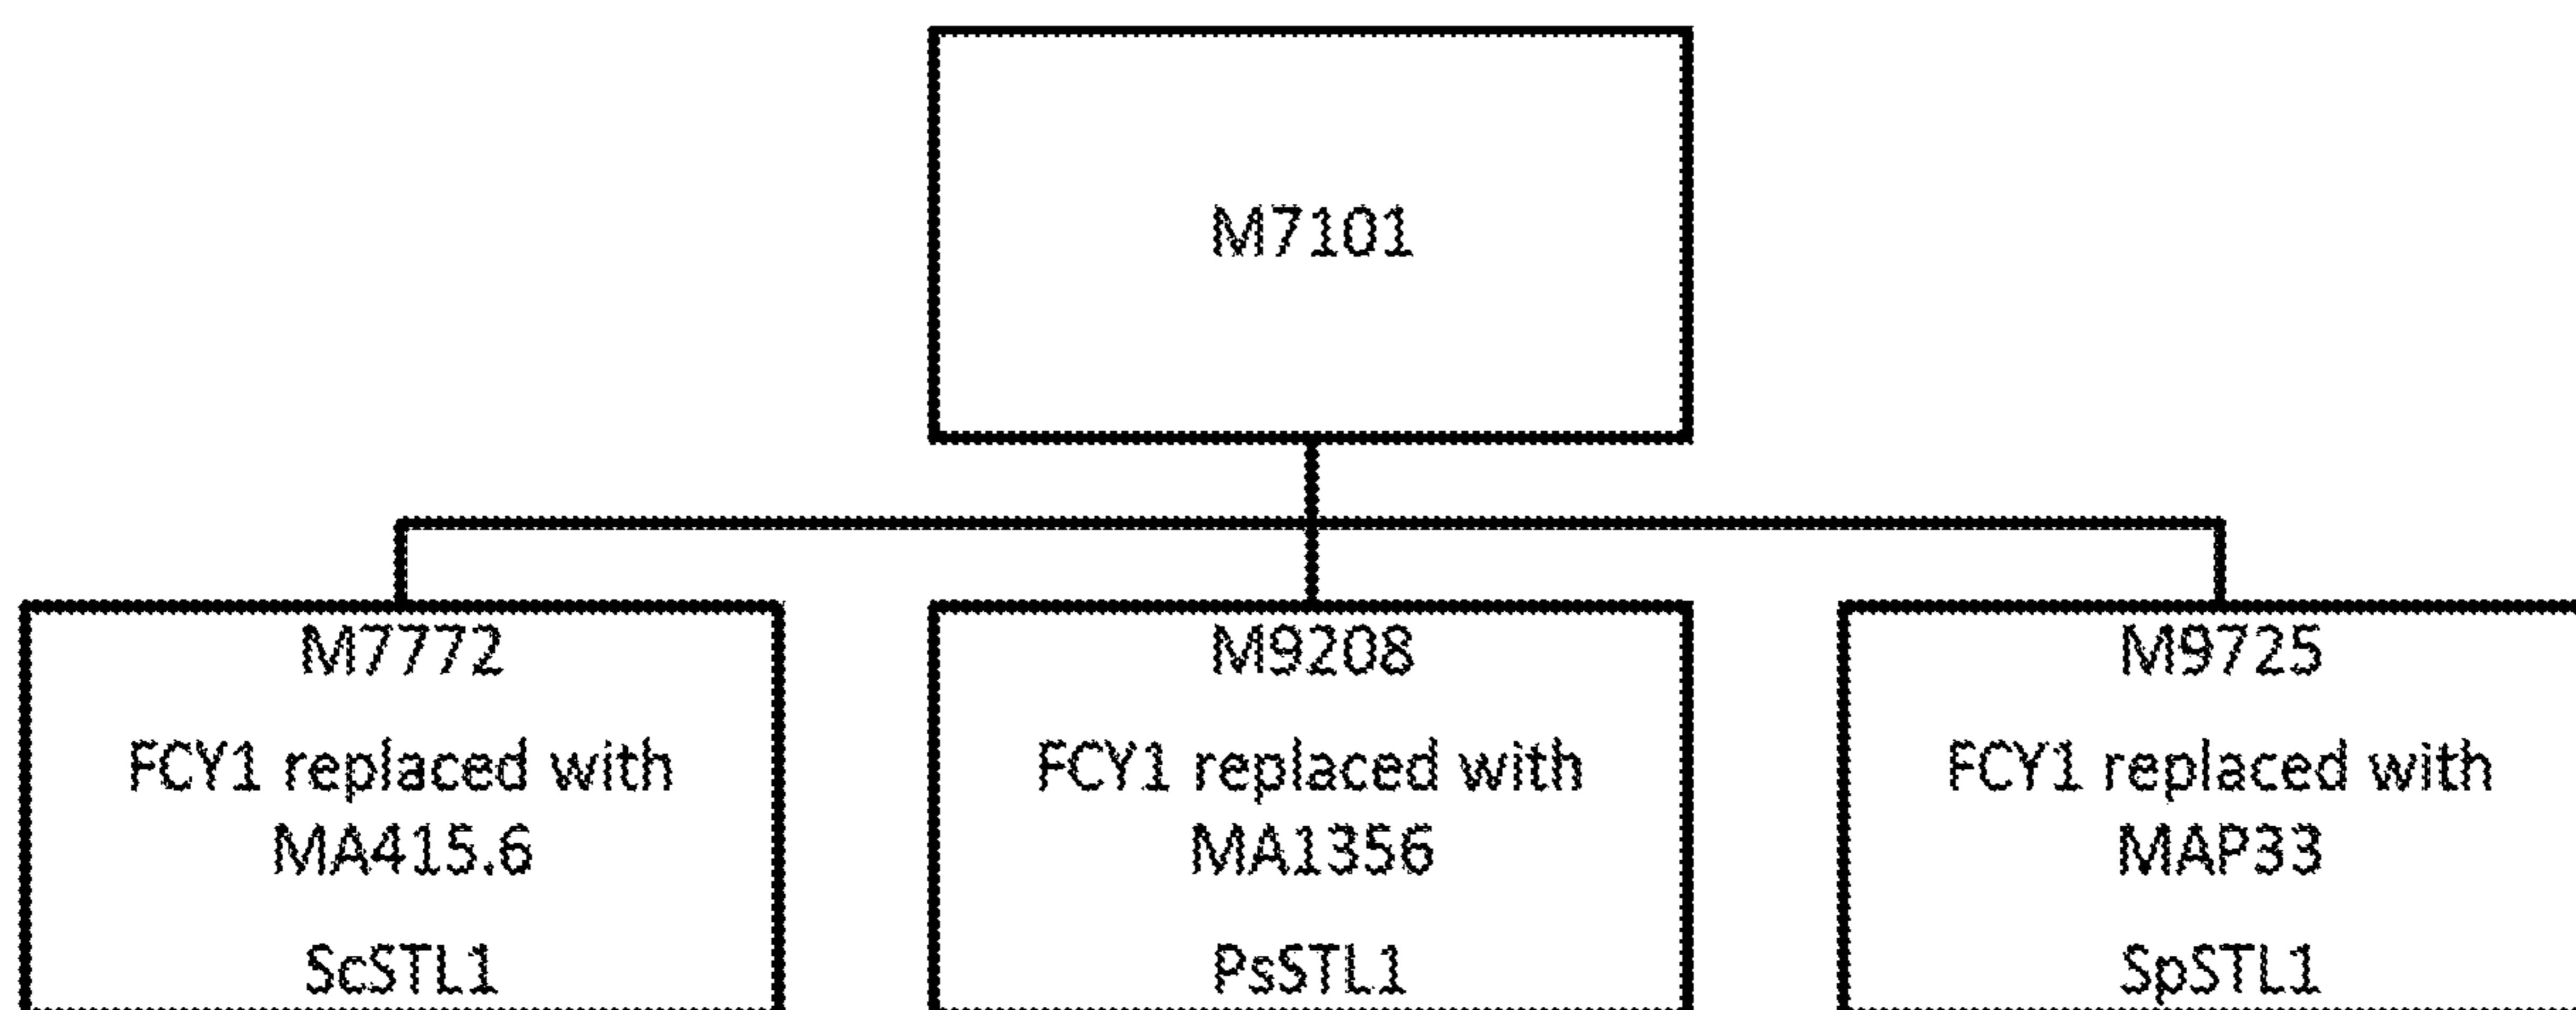 M7101
M7772
FCY1 replaced with
MA415.6
ScSTL1
M9208
FCY1 replaced with
MA1356
PsSTL1
M9725
FCY1 replaced with
MAP33
SpSTL1